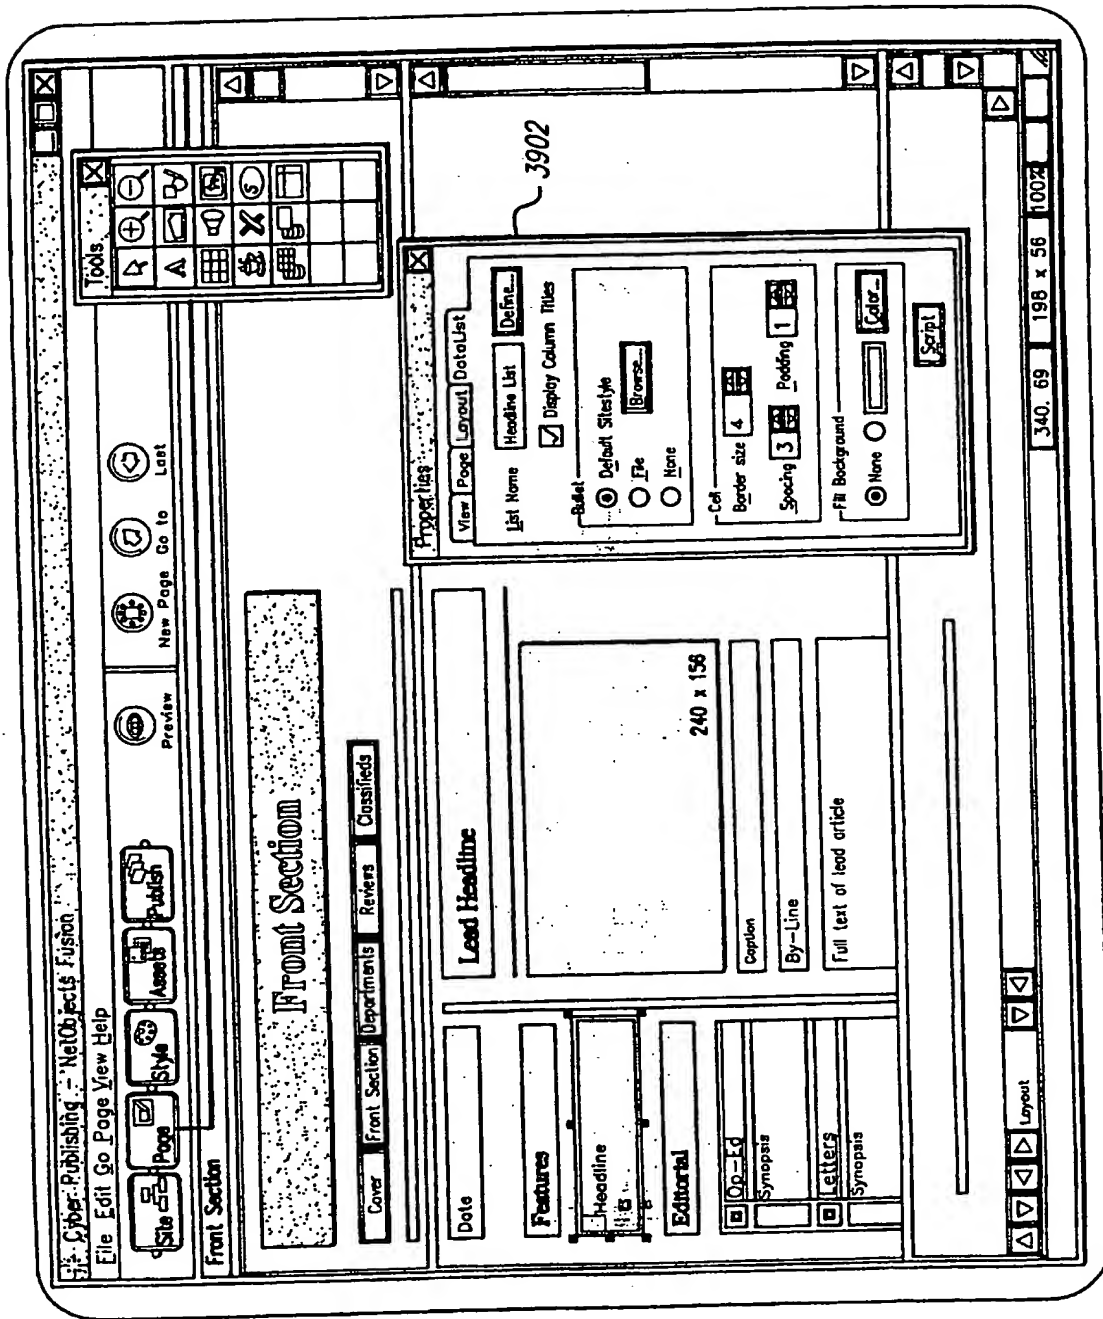 Cyber Publishing - NetObjects Fusion
File Edit Go Page View Help
Site Page Style Assets Publish
Preview New Page Go to Last
Front Section
Tools
A
S
Front Section
Cover Front Section Departments Reviews Classifieds
Date
Features
Headline
Editorial
Op-Ed
Synopsis
Letters
Synopsis
Lead Headline
240 x 156
Caption
By-Line
Full text of lead article
Properties
View Page Layout DataList
List Name Headline List Define...
Display Column Titles
Bullet
Default Sitestyle
File Browse...
None
Cell
Border size 4
Spacing 3 Padding 1
Fill Background
None Color...
Script
3902
Layout
340. 69 198 x 56 100%